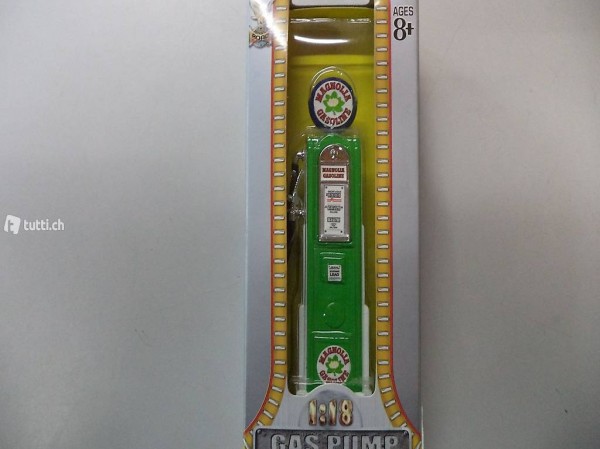 AGES
8+
MAGNOLIA
GASOLINE
MAGNOLIA
GASOLINE
tutti.ch
MAGNOLIA
GASOLINE
1:18
GAS PUMP